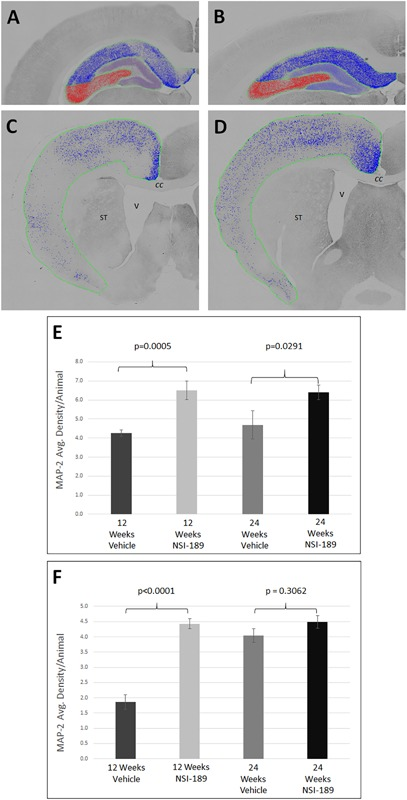 A
B
C
D
cc
V
ST
cc
V
ST
E
p=0.0005
p=0.0291
MAP-2 Avg. Density/Animal
8.0
7.0
6.0
5.0
4.0
3.0
2.0
1.0
0.0
12 Weeks Vehicle
12 Weeks NSI-189
24 Weeks Vehicle
24 Weeks NSI-189
F
p<0.0001
p = 0.3062
MAP-2 Avg. Density/Animal
5.0
4.5
4.0
3.5
3.0
2.5
2.0
1.5
1.0
0.5
0.0
12 Weeks Vehicle
12 Weeks NSI-189
24 Weeks Vehicle
24 Weeks NSI-189